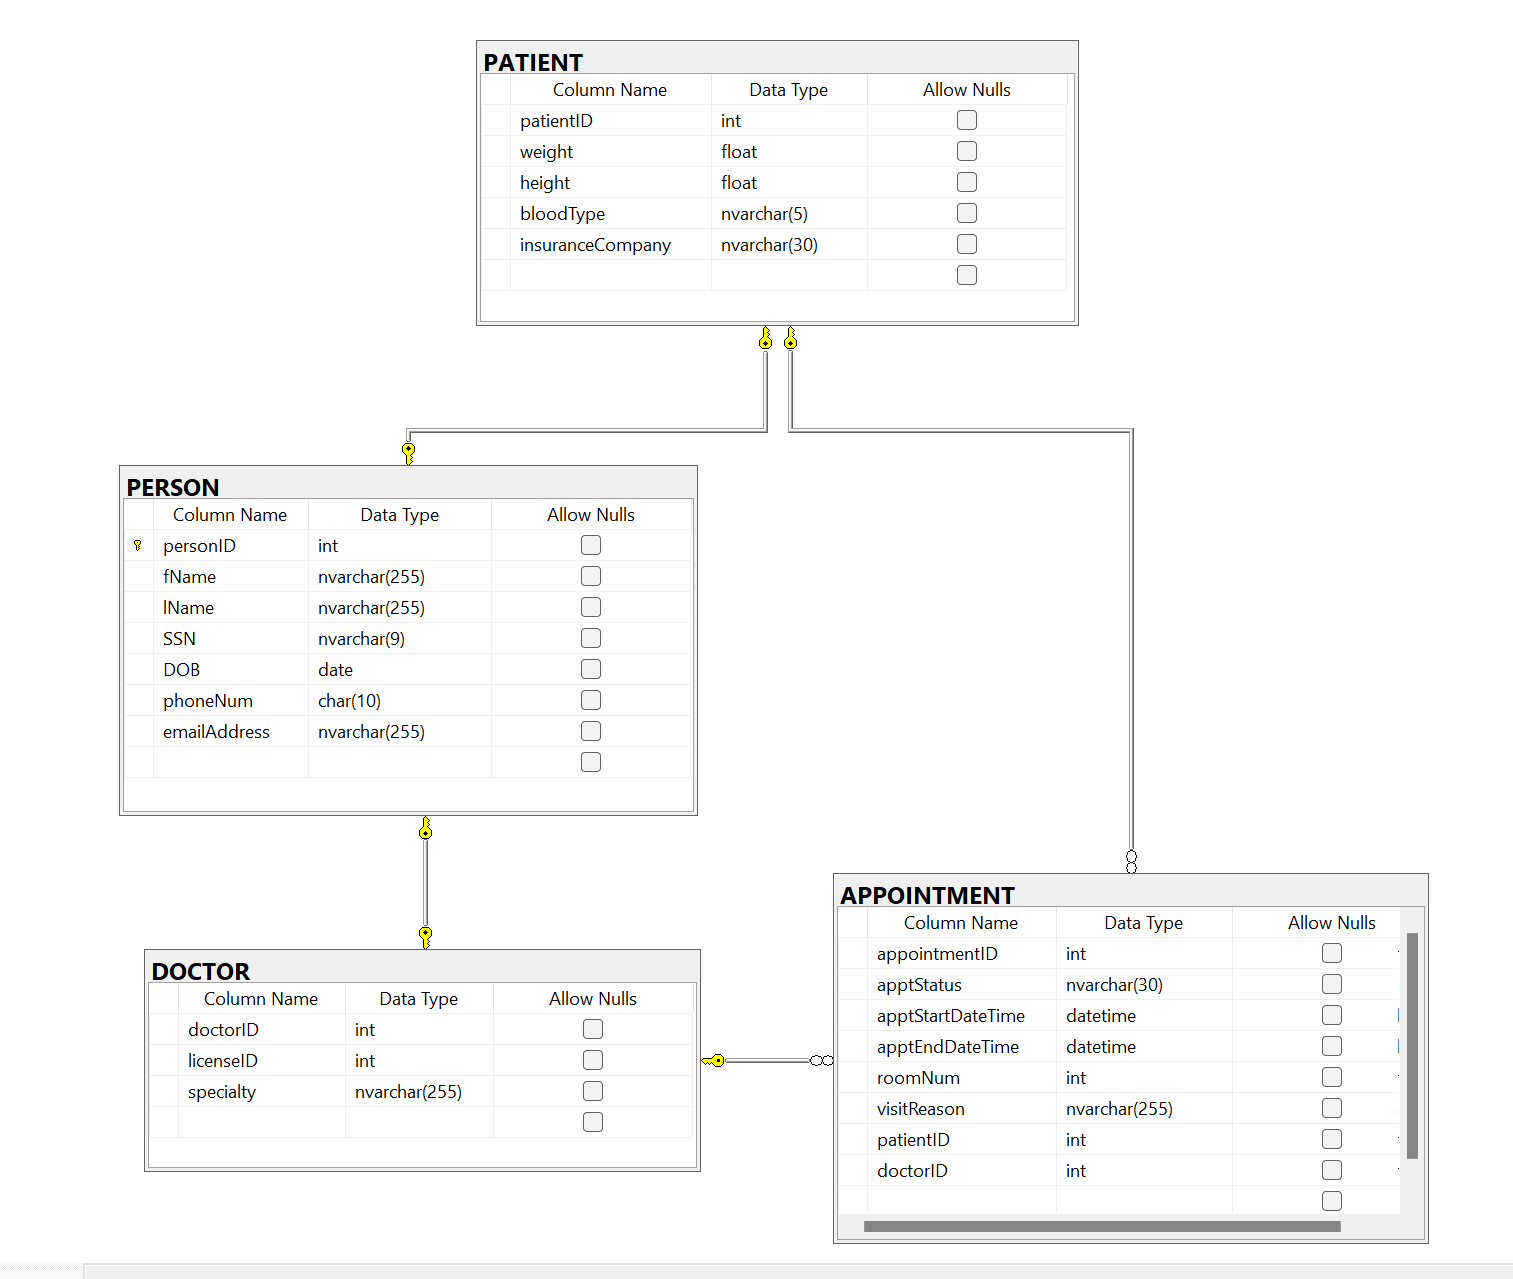 PATIENT
Column Name Data Type Allow Nulls
patientID int
weight float
height float
bloodType nvarchar(5)
insuranceCompany nvarchar(30)
PERSON
Column Name Data Type Allow Nulls
personID int
fName nvarchar(255)
lName nvarchar(255)
SSN nvarchar(9)
DOB date
phoneNum char(10)
emailAddress nvarchar(255)
DOCTOR
Column Name Data Type Allow Nulls
doctorID int
licenseID int
specialty nvarchar(255)
APPOINTMENT
Column Name Data Type Allow Nulls
appointmentID int
apptStatus nvarchar(30)
apptStartDateTime datetime
apptEndDateTime datetime
roomNum int
visitReason nvarchar(255)
patientID int
doctorID int